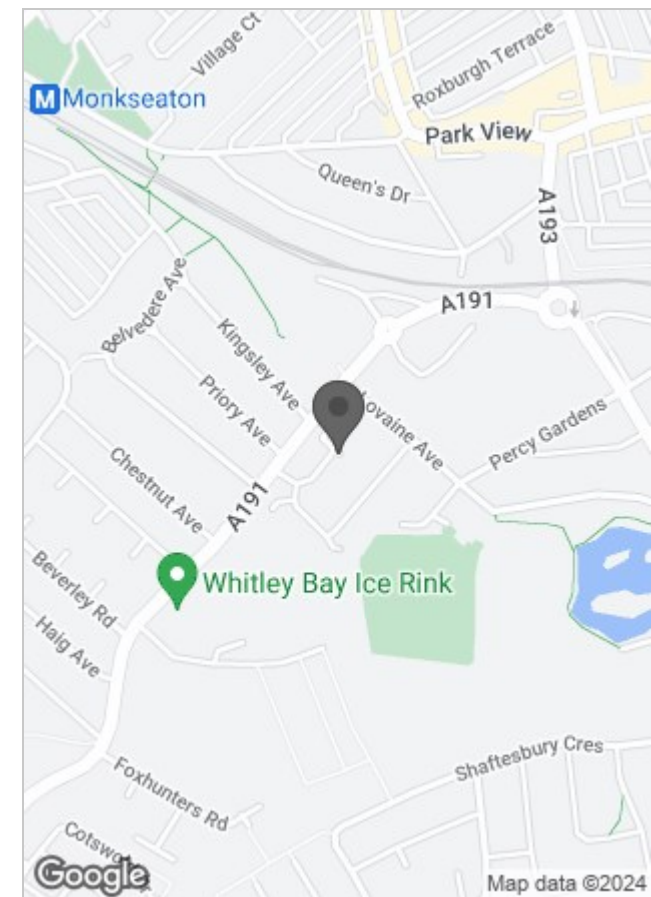 Village Ct
Roxburgh Terrace
M Monkseaton
Park View
Queen's Dr
A193
Belvedere Ave
A191
Kingsley Ave
Lovaine Ave
Priory Ave
Percy Gardens
Chestnut Ave
A191
Whitley Bay Ice Rink
Beverley Rd
Haig Ave
Shaftesbury Cres
Foxhunters Rd
Google
Map data ©2024